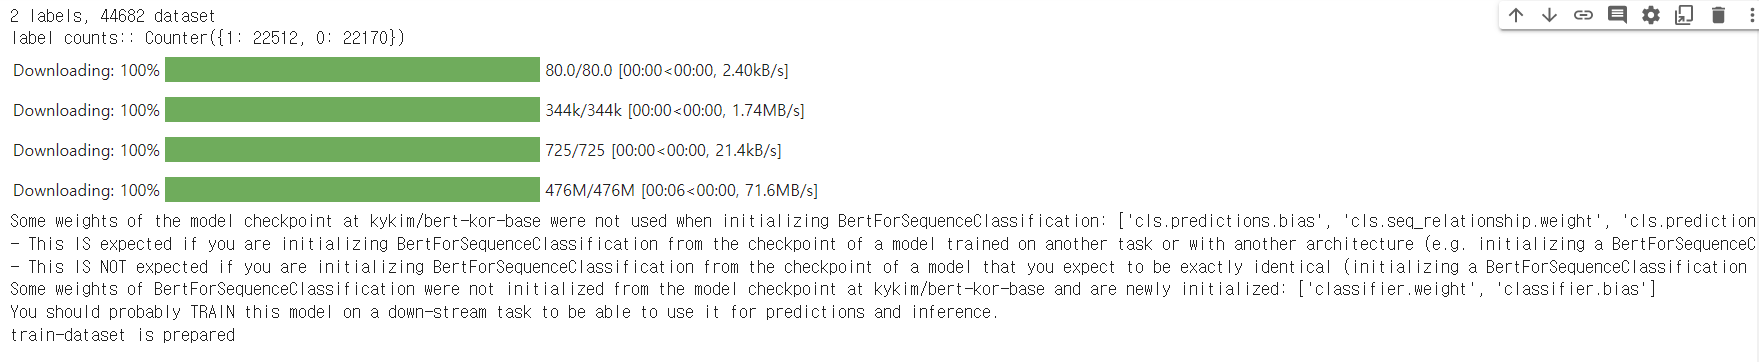 2 labels, 44682 dataset
label counts:: Counter({1: 22512, 0: 22170})
Downloading: 100% 80.0/80.0 [00:00<00:00, 2.40kB/s]
Downloading: 100% 344k/344k [00:00<00:00, 1.74MB/s]
Downloading: 100% 725/725 [00:00<00:00, 21.4kB/s]
Downloading: 100% 476M/476M [00:06<00:00, 71.6MB/s]
Some weights of the model checkpoint at kykim/bert-kor-base were not used when initializing BertForSequenceClassification: ['cls.predictions.bias', 'cls.seq_relationship.weight', 'cls.prediction
- This IS expected if you are initializing BertForSequenceClassification from the checkpoint of a model trained on another task or with another architecture (e.g. initializing a BertForSequenceC
- This IS NOT expected if you are initializing BertForSequenceClassification from the checkpoint of a model that you expect to be exactly identical (initializing a BertForSequenceClassification
Some weights of BertForSequenceClassification were not initialized from the model checkpoint at kykim/bert-kor-base and are newly initialized: ['classifier.weight', 'classifier.bias']
You should probably TRAIN this model on a down-stream task to be able to use it for predictions and inference.
train-dataset is prepared